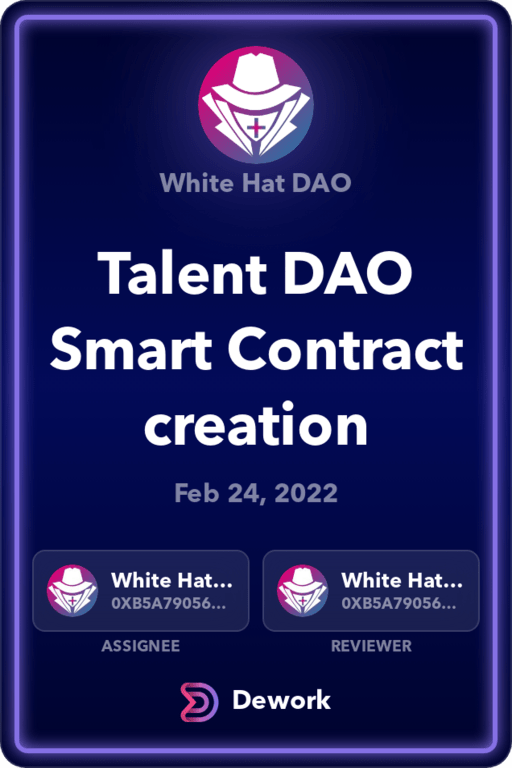 White Hat DAO
Talent DAO
Smart Contract
creation
Feb 24, 2022
White Hat...
0XB5A79056...
ASSIGNEE
White Hat...
0XB5A79056...
REVIEWER
Dework